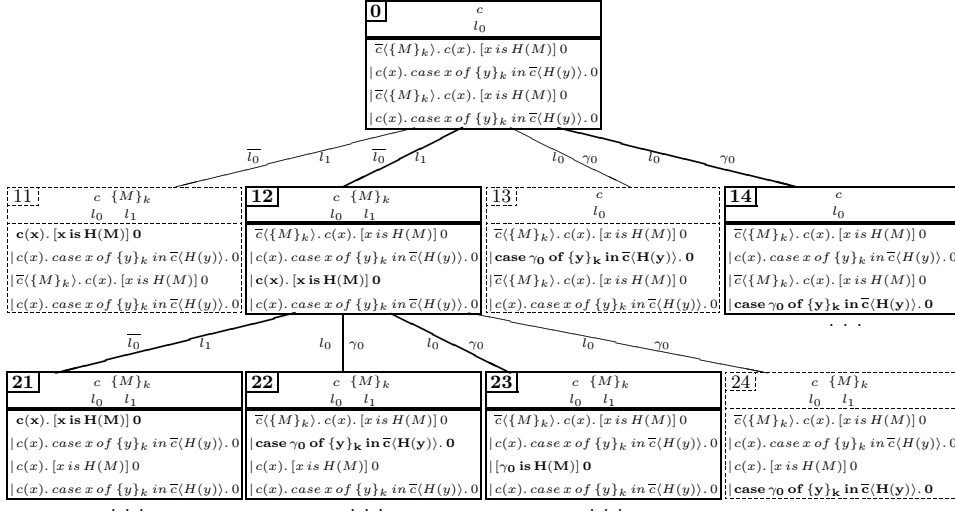 0 c
l₀
c̅⟨{M}ₖ⟩. c(x). [x is H(M)] 0
| c(x). case x of {y}ₖ in c̅⟨H(y)⟩. 0
| c̅⟨{M}ₖ⟩. c(x). [x is H(M)] 0
| c(x). case x of {y}ₖ in c̅⟨H(y)⟩. 0
l̅₀ l₁ l̅₀ l₁ l₀ γ₀ l₀ γ₀
11 c {M}ₖ
l₀ l₁
c(x). [x is H(M)] 0
| c(x). case x of {y}ₖ in c̅⟨H(y)⟩. 0
| c̅⟨{M}ₖ⟩. c(x). [x is H(M)] 0
| c(x). case x of {y}ₖ in c̅⟨H(y)⟩. 0
12 c {M}ₖ
l₀ l₁
c̅⟨{M}ₖ⟩. c(x). [x is H(M)] 0
| c(x). case x of {y}ₖ in c̅⟨H(y)⟩. 0
| c(x). [x is H(M)] 0
| c(x). case x of {y}ₖ in c̅⟨H(y)⟩. 0
13 c
l₀
c̅⟨{M}ₖ⟩. c(x). [x is H(M)] 0
| case γ₀ of {y}ₖ in c̅⟨H(y)⟩. 0
| c̅⟨{M}ₖ⟩. c(x). [x is H(M)] 0
| c(x). case x of {y}ₖ in c̅⟨H(y)⟩. 0
14 c
l₀
c̅⟨{M}ₖ⟩. c(x). [x is H(M)] 0
| c(x). case x of {y}ₖ in c̅⟨H(y)⟩. 0
| c̅⟨{M}ₖ⟩. c(x). [x is H(M)] 0
| case γ₀ of {y}ₖ in c̅⟨H(y)⟩. 0
. . .
l̅₀ l₁ l₀ γ₀ l₀ γ₀ l₀ γ₀
21 c {M}ₖ
l₀ l₁
c(x). [x is H(M)] 0
| c(x). case x of {y}ₖ in c̅⟨H(y)⟩. 0
| c(x). [x is H(M)] 0
| c(x). case x of {y}ₖ in c̅⟨H(y)⟩. 0
. . .
22 c {M}ₖ
l₀ l₁
c̅⟨{M}ₖ⟩. c(x). [x is H(M)] 0
| case γ₀ of {y}ₖ in c̅⟨H(y)⟩. 0
| c(x). [x is H(M)] 0
| c(x). case x of {y}ₖ in c̅⟨H(y)⟩. 0
. . .
23 c {M}ₖ
l₀ l₁
c̅⟨{M}ₖ⟩. c(x). [x is H(M)] 0
| c(x). case x of {y}ₖ in c̅⟨H(y)⟩. 0
| [γ₀ is H(M)] 0
| c(x). case x of {y}ₖ in c̅⟨H(y)⟩. 0
. . .
24 c {M}ₖ
l₀ l₁
c̅⟨{M}ₖ⟩. c(x). [x is H(M)] 0
| c(x). case x of {y}ₖ in c̅⟨H(y)⟩. 0
| c(x). [x is H(M)] 0
| case γ₀ of {y}ₖ in c̅⟨H(y)⟩. 0